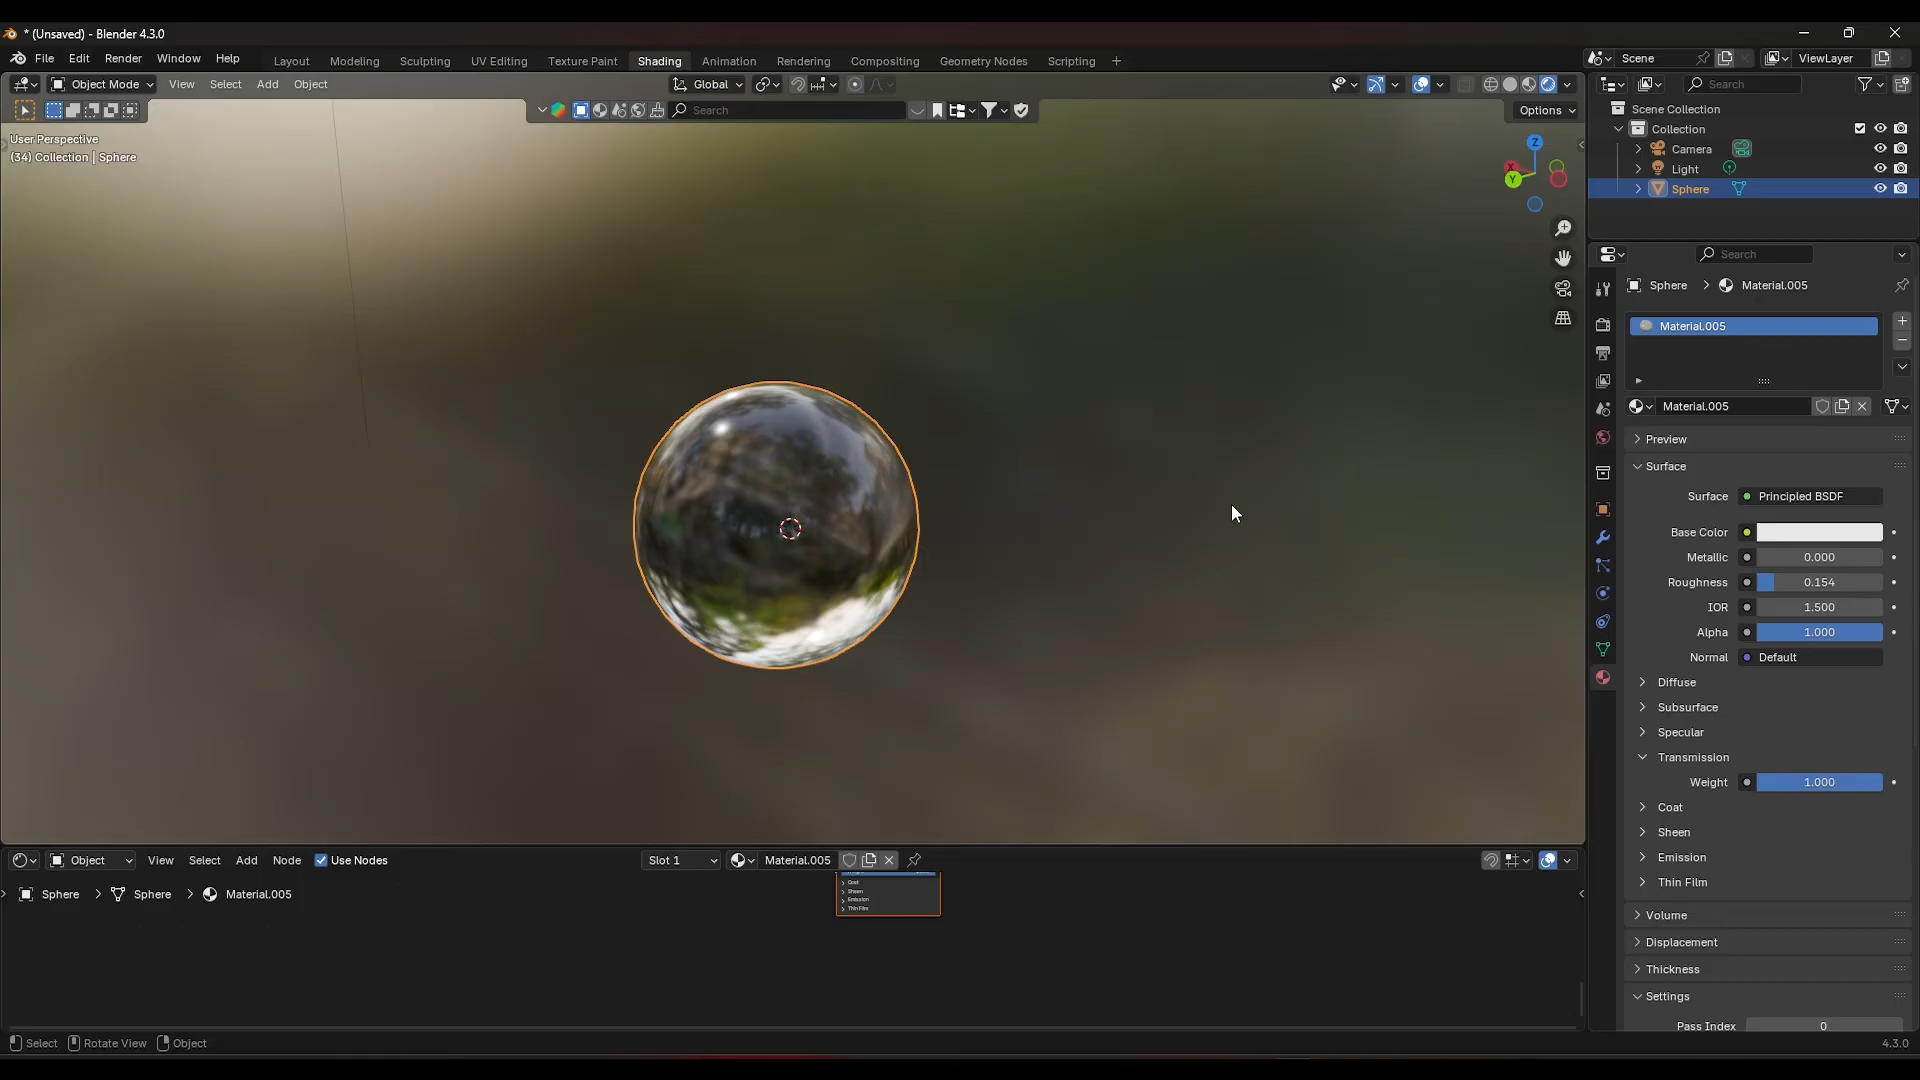 * (Unsaved) - Blender 4.3.0
File Edit Render Window Help
Layout Modeling Sculpting UV Editing Texture Paint Shading Animation Rendering Compositing Geometry Nodes Scripting +
Scene
ViewLayer
Object Mode View Select Add Object
Global
Search
Search
Options
User Perspective
(34) Collection | Sphere
Z
X
Y
Scene Collection
Collection
Camera
Light
Sphere
Search
Sphere > Material.005
Material.005
Material.005
Preview
Surface
Surface Principled BSDF
Base Color
Metallic 0.000
Roughness 0.154
IOR 1.500
Alpha 1.000
Normal Default
Diffuse
Subsurface
Specular
Transmission
Weight 1.000
Coat
Sheen
Emission
Thin Film
Volume
Displacement
Thickness
Settings
Pass Index 0
Object View Select Add Node Use Nodes
Slot 1
Material.005
Sphere > Sphere > Material.005
Coat
Sheen
Emission
Thin Film
Select Rotate View Object
4.3.0